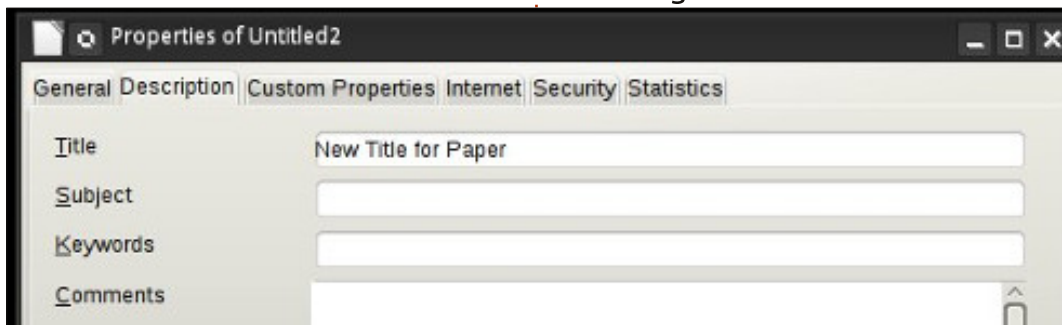 Properties of Untitled2
General Description Custom Properties Internet Security Statistics
Title New Title for Paper
Subject
Keywords
Comments